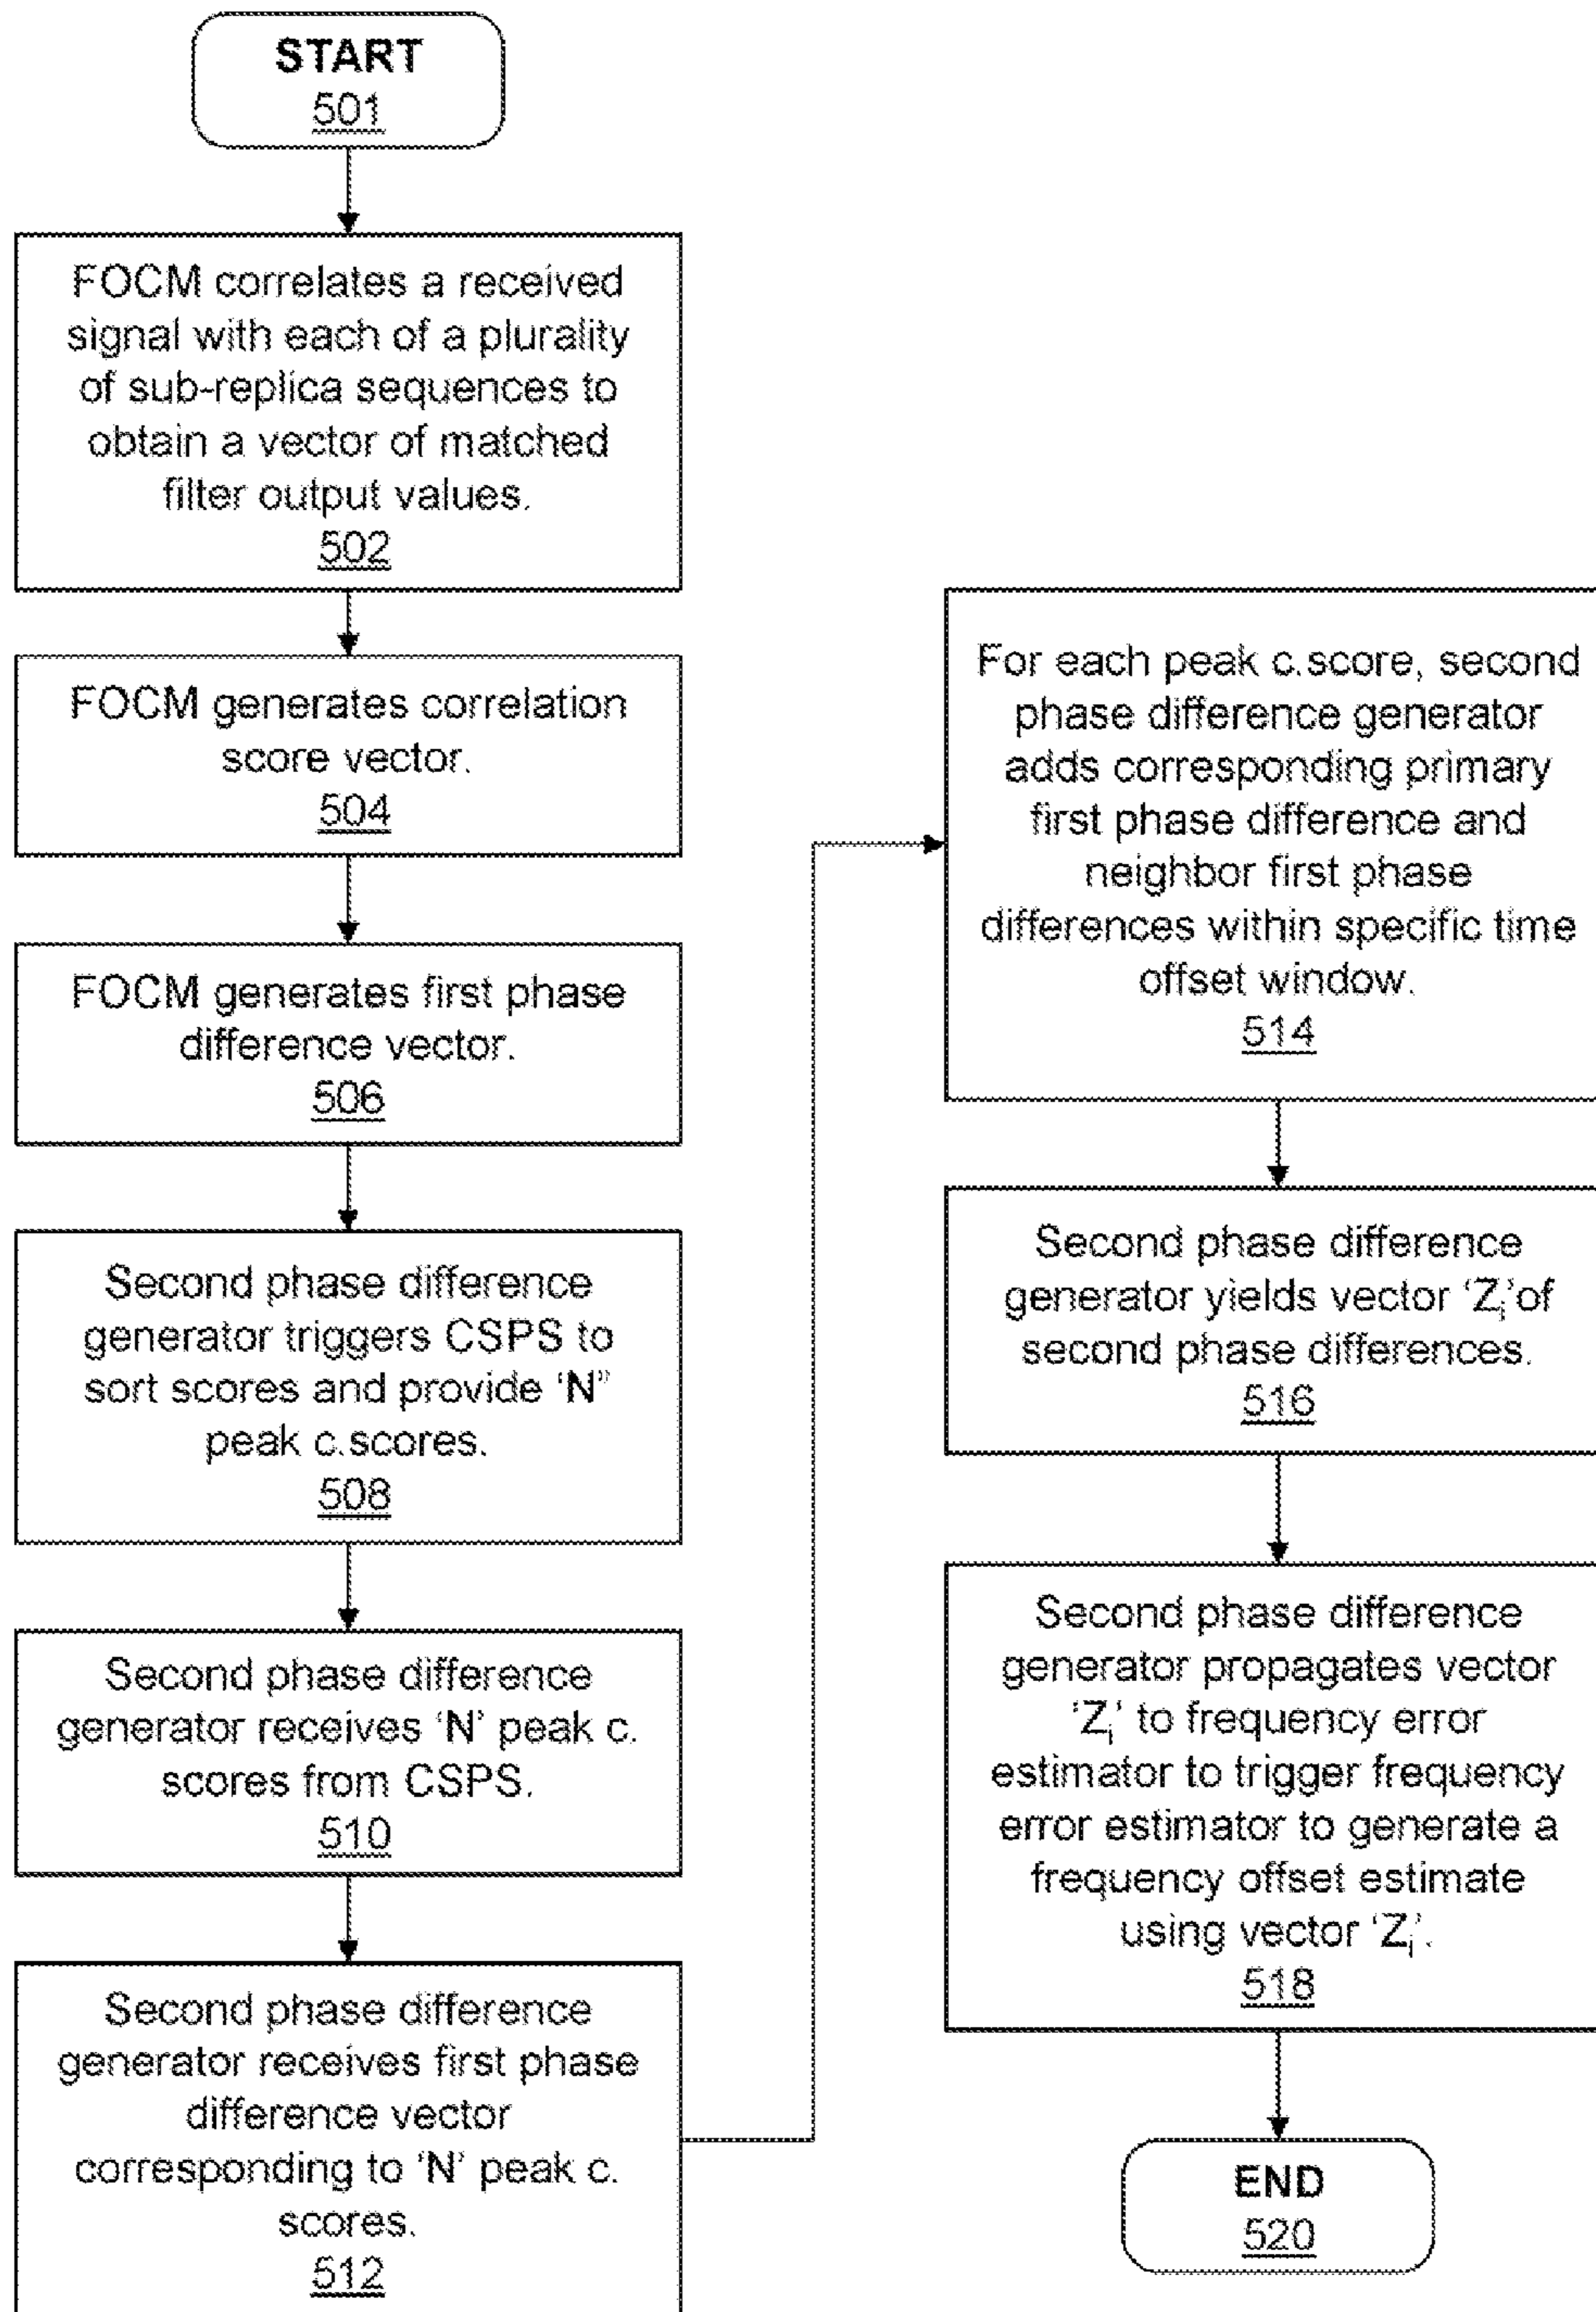 START
501
FOCM correlates a received
signal with each of a plurality
of sub-replica sequences to
obtain a vector of matched
filter output values.
502
FOCM generates correlation
score vector.
504
FOCM generates first phase
difference vector.
506
Second phase difference
generator triggers CSPS to
sort scores and provide ‘N”
peak c.scores.
508
Second phase difference
generator receives ‘N’ peak c.
scores from CSPS.
510
Second phase difference
generator receives first phase
difference vector
corresponding to ‘N’ peak c.
scores.
512
For each peak c.score, second
phase difference generator
adds corresponding primary
first phase difference and
neighbor first phase
differences within specific time
offset window.
514
Second phase difference
generator yields vector ‘Zi’of
second phase differences.
516
Second phase difference
generator propagates vector
‘Zi’ to frequency error
estimator to trigger frequency
error estimator to generate a
frequency offset estimate
using vector ‘Zi’.
518
END
520